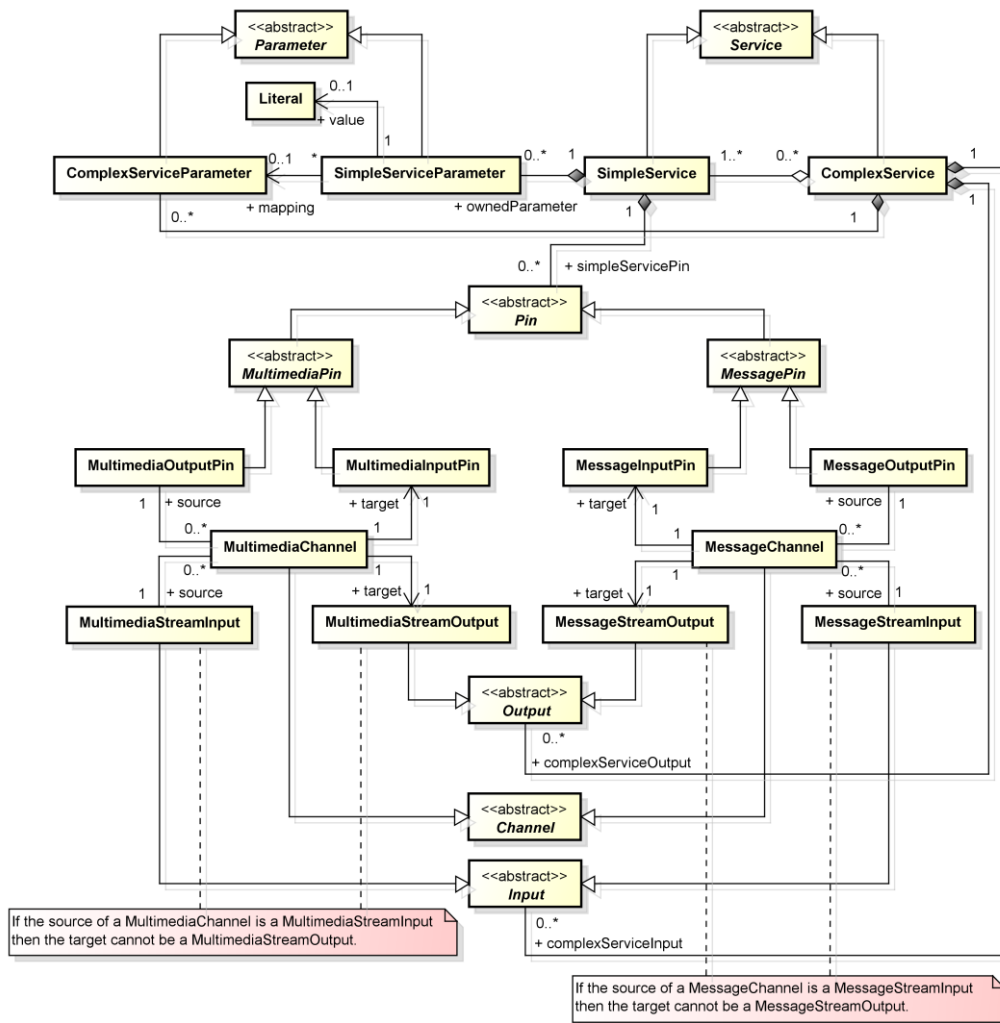 <<abstract>>
Parameter
<<abstract>>
Service
Literal
0..1
+ value
1
ComplexServiceParameter
0..1
*
+ mapping
SimpleServiceParameter
0..*
1
+ ownedParameter
SimpleService
1..*
0..*
ComplexService
1
1
0..*
1
1
0..*
+ simpleServicePin
<<abstract>>
Pin
<<abstract>>
MultimediaPin
<<abstract>>
MessagePin
MultimediaOutputPin
MultimediaInputPin
MessageInputPin
MessageOutputPin
1
+ source
+ target
1
+ target
1
+ source
1
0..*
1
1
0..*
MultimediaChannel
MessageChannel
0..*
1
1
0..*
1
+ source
+ target
1
+ target
1
+ source
1
MultimediaStreamInput
MultimediaStreamOutput
MessageStreamOutput
MessageStreamInput
<<abstract>>
Output
0..*
+ complexServiceOutput
<<abstract>>
Channel
<<abstract>>
Input
0..*
+ complexServiceInput
If the source of a MultimediaChannel is a MultimediaStreamInput
then the target cannot be a MultimediaStreamOutput.
If the source of a MessageChannel is a MessageStreamInput
then the target cannot be a MessageStreamOutput.